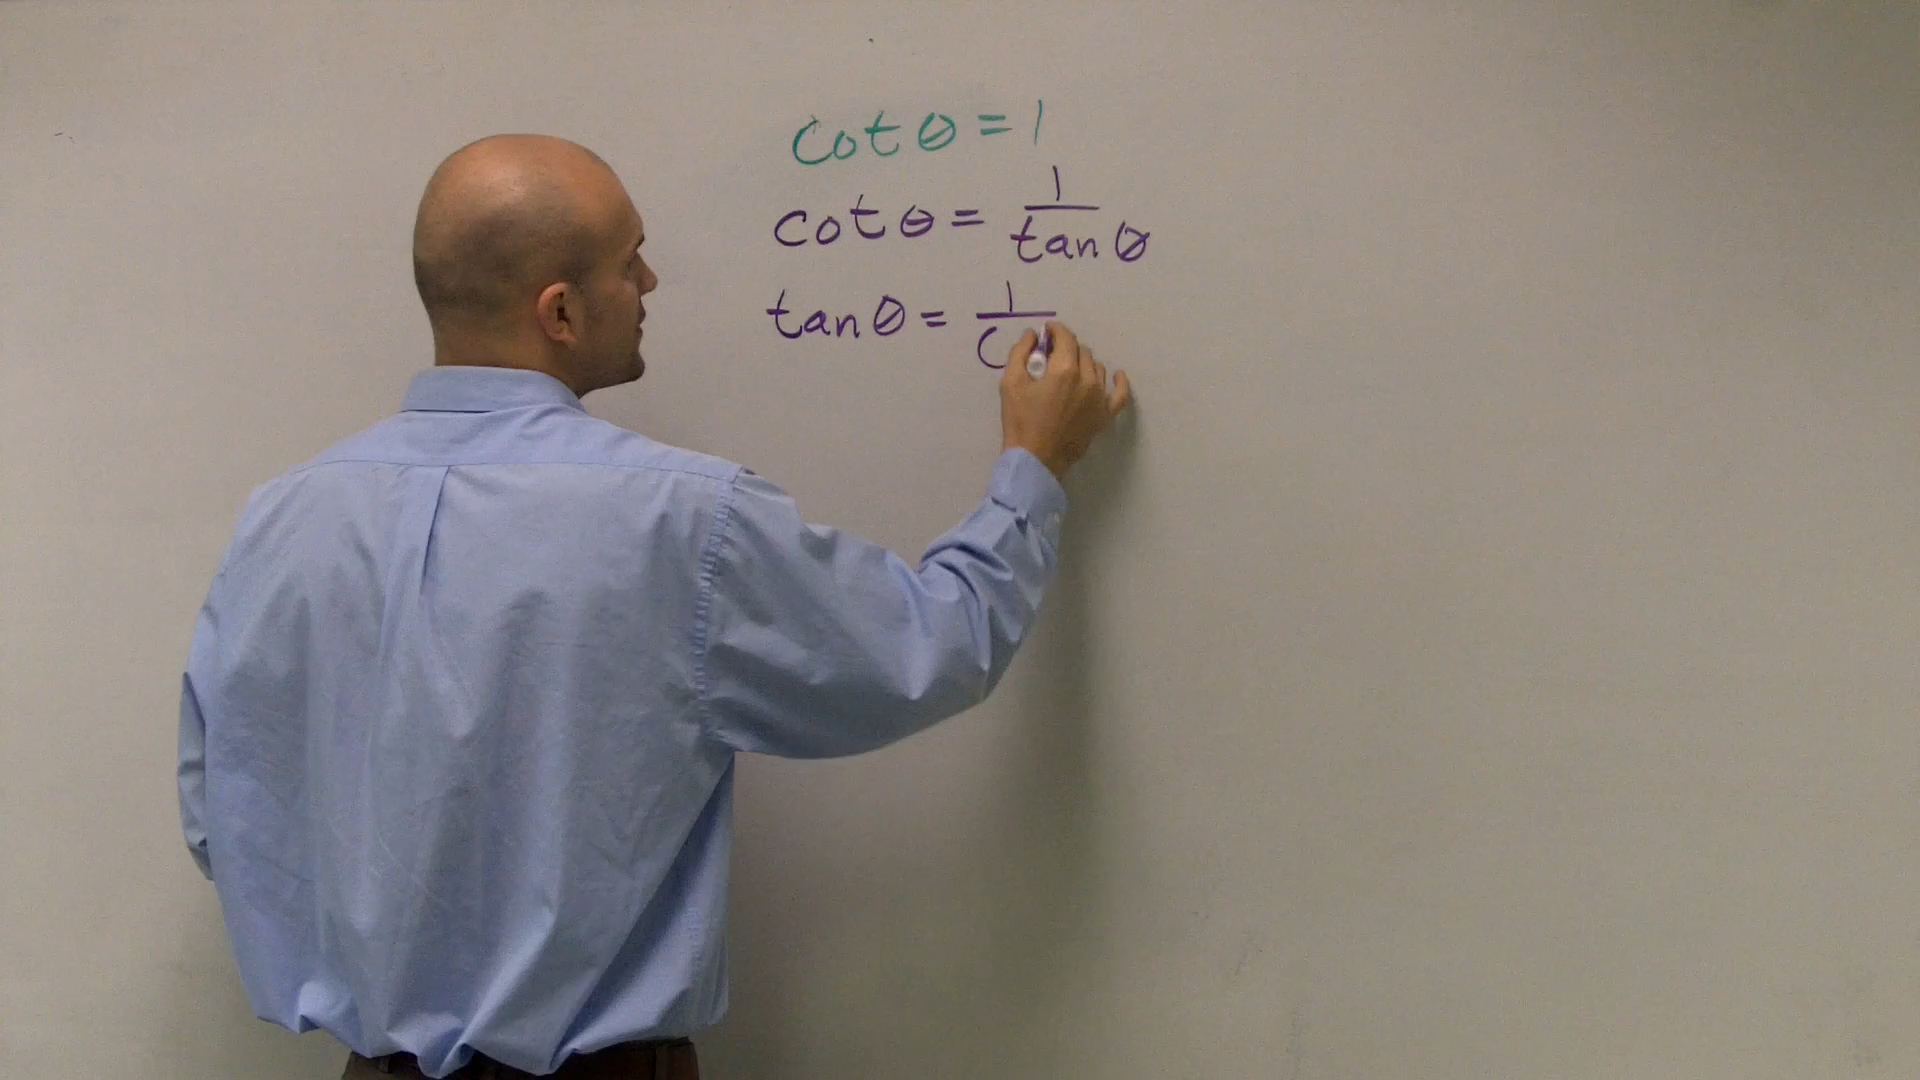 cot θ = 1
cot θ = 1/tan θ
tan θ = 1/c